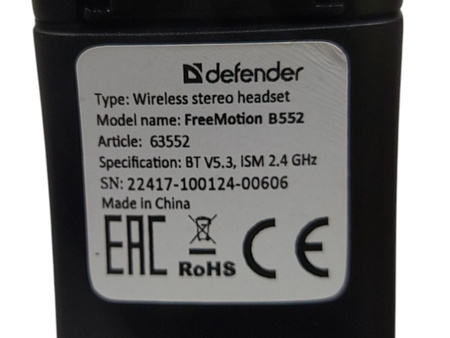 defender
Type: Wireless stereo headset
Model name: FreeMotion B552
Article: 63552
Specification: BT V5.3, ISM 2.4 GHz
SN: 22417-100124-00606
Made in China
EAC RoHS CE